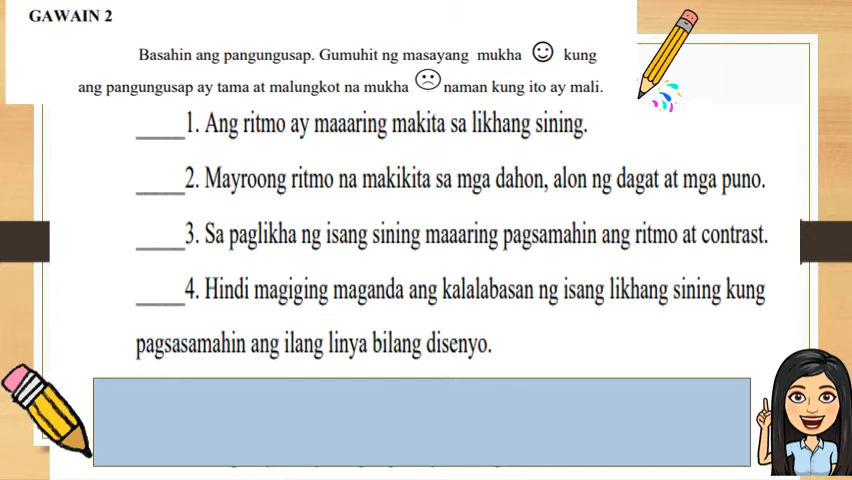 GAWAIN 2
Basahin ang pangungusap. Gumuhit ng masayang mukha kung
ang pangungusap ay tama at malungkot na mukha naman kung ito ay mali.
_____1. Ang ritmo ay maaaring makita sa likhang sining.
_____2. Mayroong ritmo na makikita sa mga dahon, alon ng dagat at mga puno.
_____3. Sa paglikha ng isang sining maaaring pagsamahin ang ritmo at contrast.
_____4. Hindi magiging maganda ang kalalabasan ng isang likhang sining kung
pagsasamahin ang ilang linya bilang disenyo.